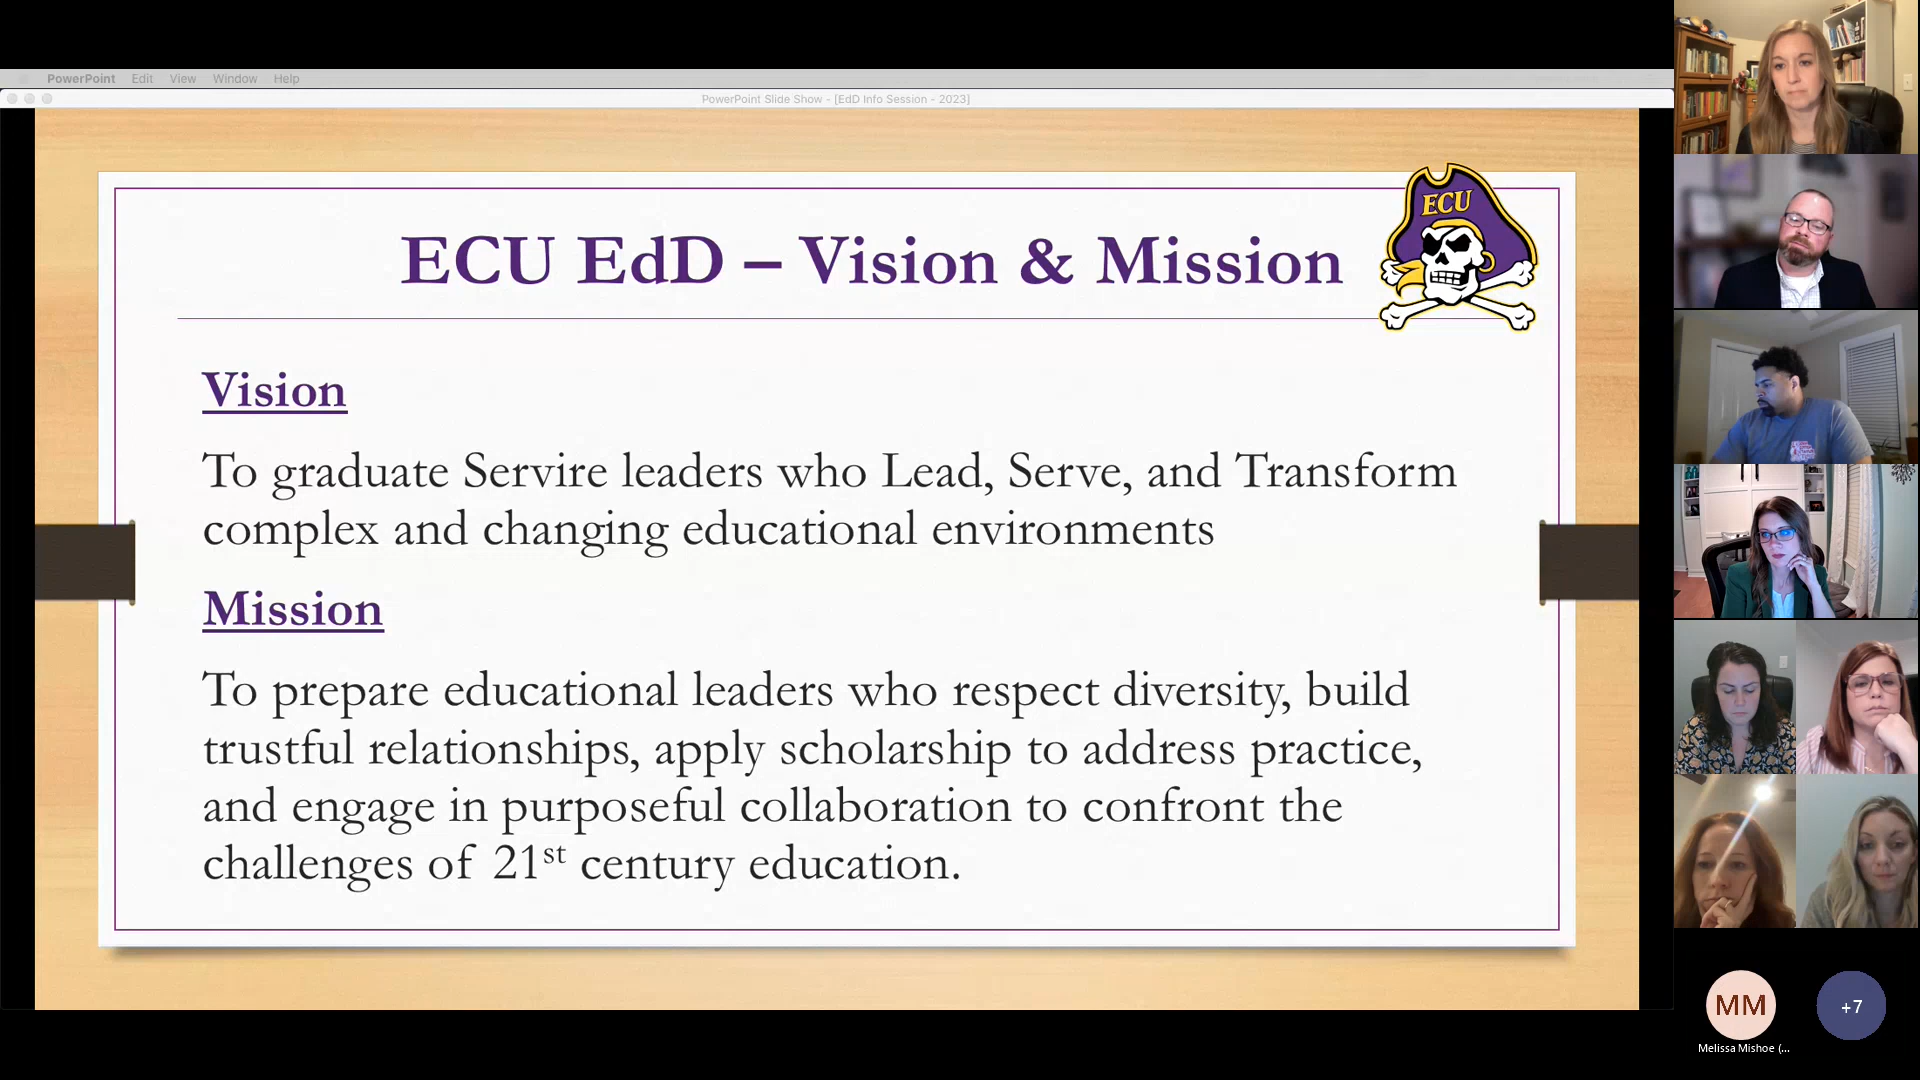 PowerPoint Edit View Window Help
PowerPoint Slide Show - [EdD Info Session - 2023]
ECU
ECU EdD – Vision & Mission
Vision
To graduate Servire leaders who Lead, Serve, and Transform
complex and changing educational environments
Mission
To prepare educational leaders who respect diversity, build
trustful relationships, apply scholarship to address practice,
and engage in purposeful collaboration to confront the
challenges of 21st century education.
MM
+7
Melissa Mishoe (...